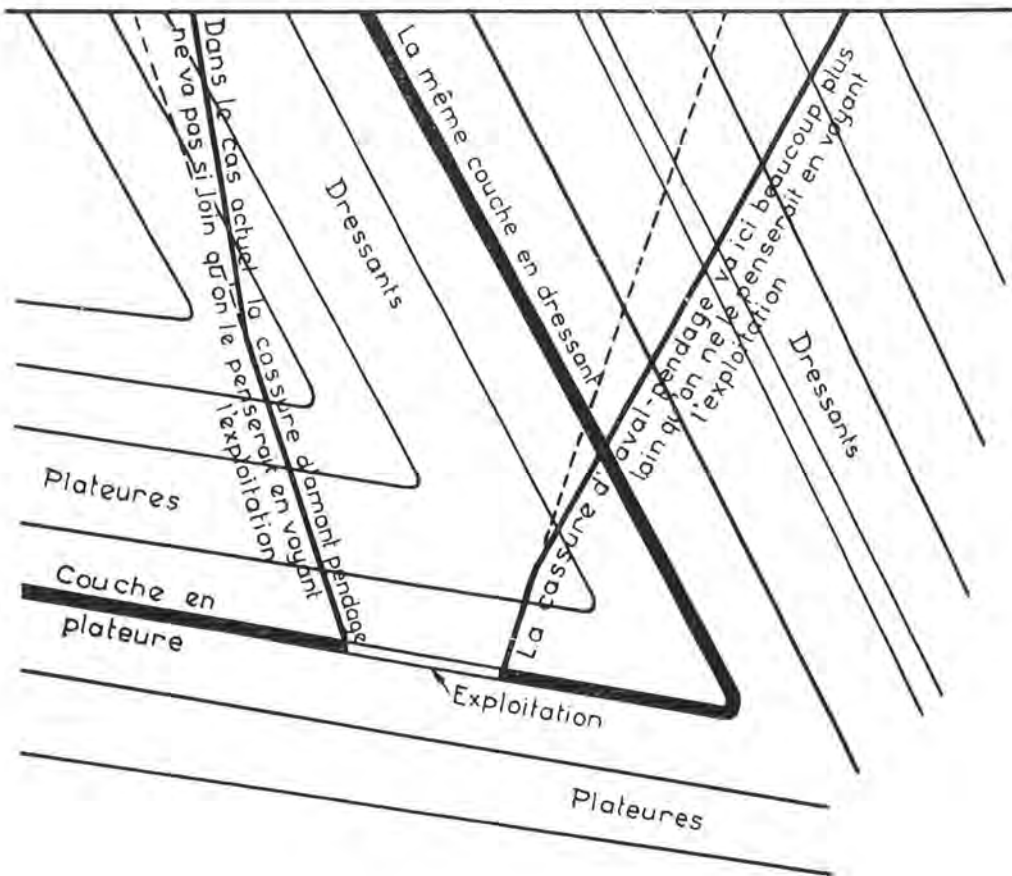 Dans le cas actuel la cassure d'amont pendage
ne va pas si loin qu'on le penserait en voyant
l'exploitation
La même couche en dressant
La cassure d'aval-pendage va ici beaucoup plus
loin qu'on ne le penserait en voyant
l'exploitation
Dressants
Dressants
Plateures
Couche en
plateure
Exploitation
Plateures